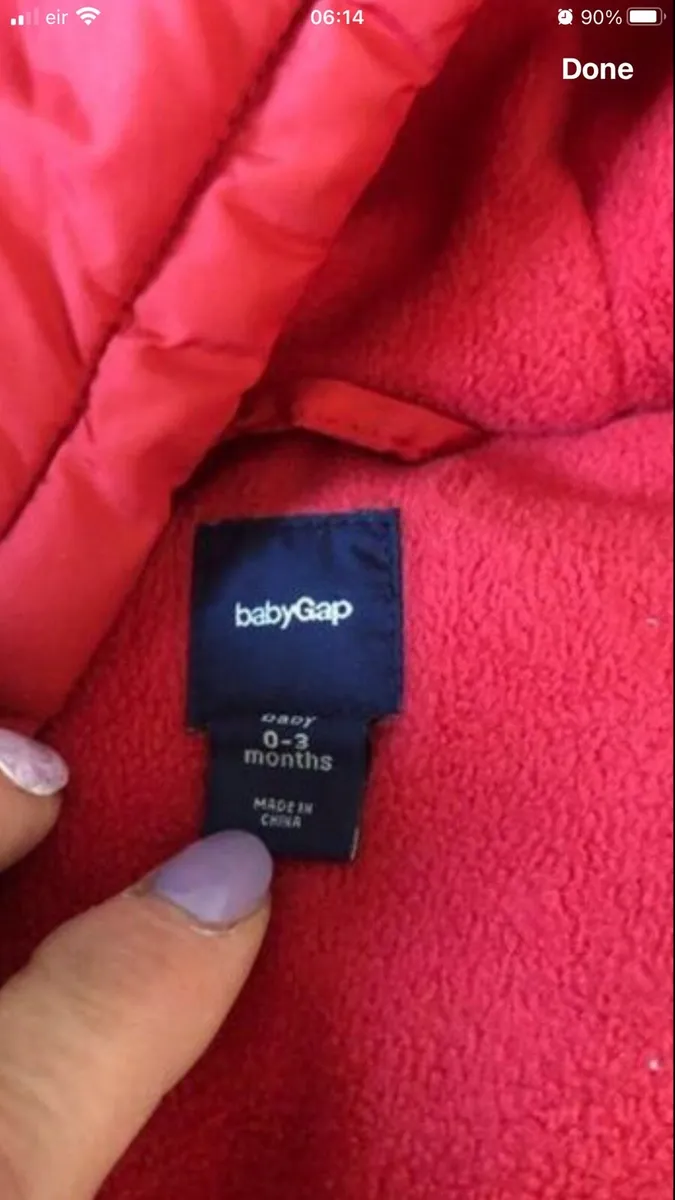 eir 06:14 90%
Done
babyGap
baby
0-3
months
MADE IN
CHINA